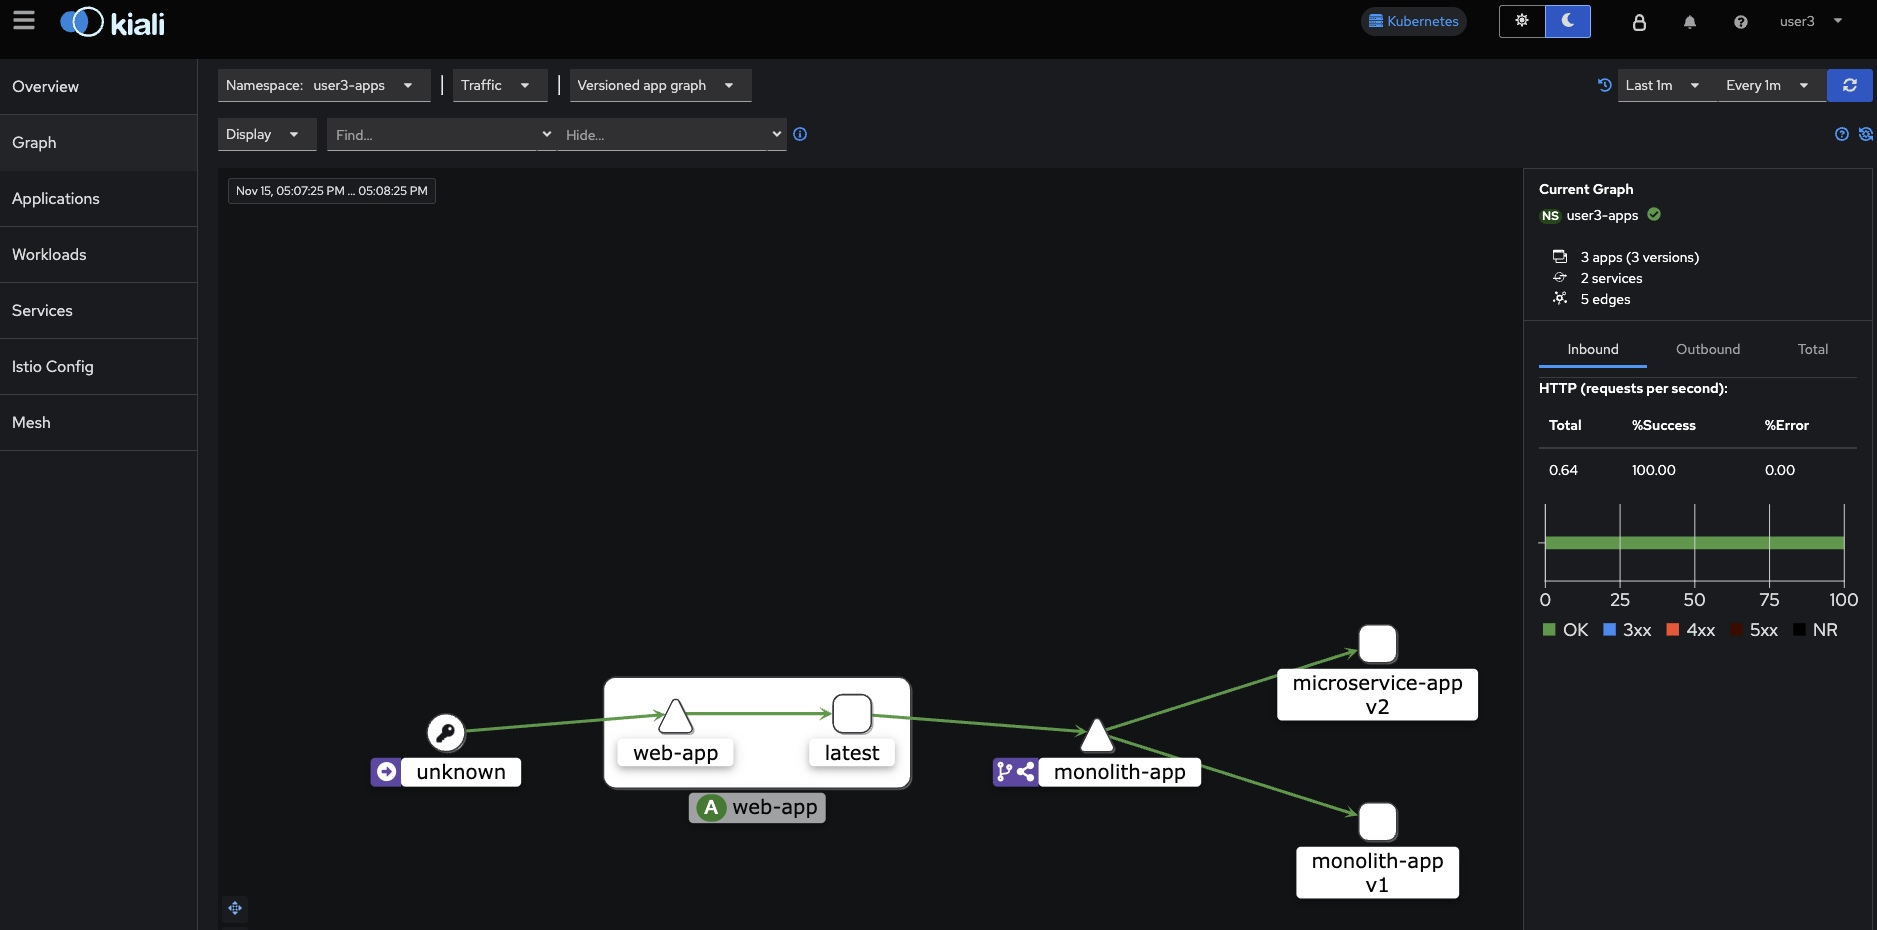 kiali
Kubernetes
user3
Overview
Graph
Applications
Workloads
Services
Istio Config
Mesh
Namespace: user3-apps
Traffic
Versioned app graph
Last 1m
Every 1m
Display
Find...
Hide...
Nov 15, 05:07:25 PM ... 05:08:25 PM
unknown
web-app
latest
A web-app
monolith-app
microservice-app
v2
monolith-app
v1
Current Graph
NS user3-apps
3 apps (3 versions)
2 services
5 edges
Inbound
Outbound
Total
HTTP (requests per second):
Total %Success %Error
0.64 100.00 0.00
0 25 50 75 100
OK 3xx 4xx 5xx NR